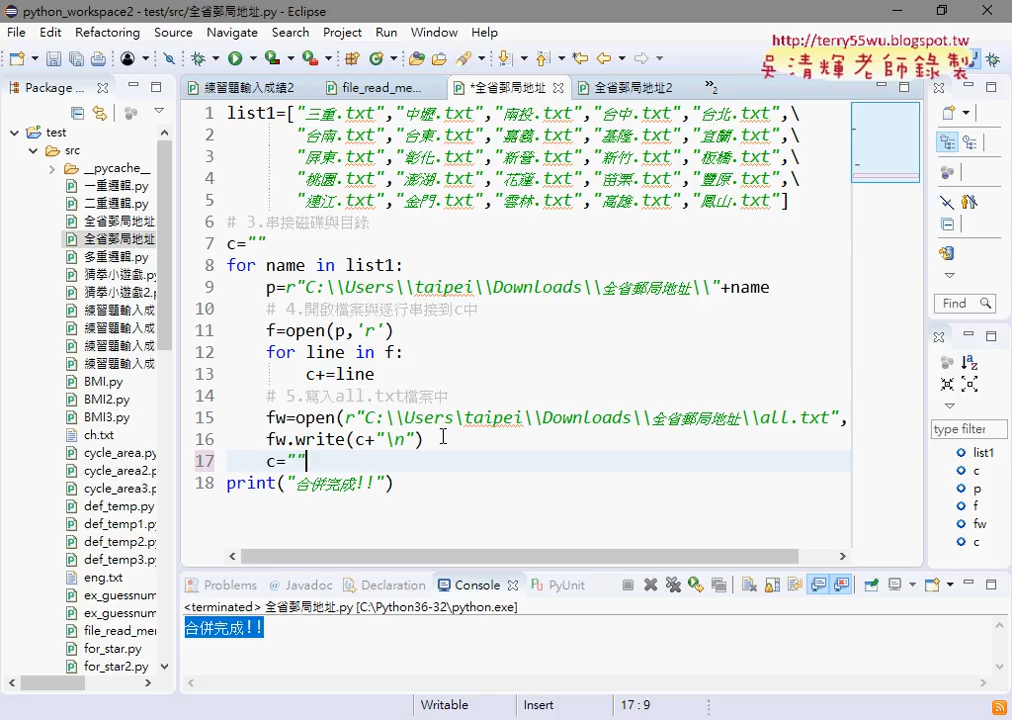 python_workspace2 - test/src/全省郵局地址.py - Eclipse
File Edit Refactoring Source Navigate Search Project Run Window Help
http://terry55wu.blogspot.tw
吳清輝老師錄製
Package ...
練習題輸入成績2
file_read_me...
*全省郵局地址
全省郵局地址2
»2
test
src
__pycache__
一重邏輯.py
二重邏輯.py
全省郵局地址
全省郵局地址
多重邏輯.py
猜拳小遊戲.py
猜拳小遊戲2.p
練習題輸入成
練習題輸入成
練習題輸入成
練習題輸入成
BMI.py
BMI2.py
BMI3.py
ch.txt
cycle_area.py
cycle_area2.p
cycle_area3.p
def_temp.py
def_temp1.py
def_temp2.py
def_temp3.py
eng.txt
ex_guessnum
ex_guessnum
file_read_mer
for_star.py
for_star2.py
1 list1=["三重.txt","中壢.txt","南投.txt","台中.txt","台北.txt",\
2 "台南.txt","台東.txt","嘉義.txt","基隆.txt","宜蘭.txt",\
3 "屏東.txt","彰化.txt","新營.txt","新竹.txt","板橋.txt",\
4 "桃園.txt","澎湖.txt","花蓮.txt","苗栗.txt","豐原.txt",\
5 "連江.txt","金門.txt","雲林.txt","高雄.txt","鳳山.txt"]
6 # 3.串接磁碟與目錄
7 c=""
8 for name in list1:
9 p=r"C:\\Users\\taipei\\Downloads\\全省郵局地址\\"+name
10 # 4.開啟檔案與逐行串接到c中
11 f=open(p,'r')
12 for line in f:
13 c+=line
14 # 5.寫入all.txt檔案中
15 fw=open(r"C:\\Users\taipei\\Downloads\\全省郵局地址\\all.txt",
16 fw.write(c+"\n")
17 c=""
18 print("合併完成!!")
Find
type filter
list1
c
p
f
fw
c
Problems @ Javadoc Declaration Console PyUnit
<terminated> 全省郵局地址.py [C:\Python36-32\python.exe]
合併完成!!
Writable Insert 17 : 9